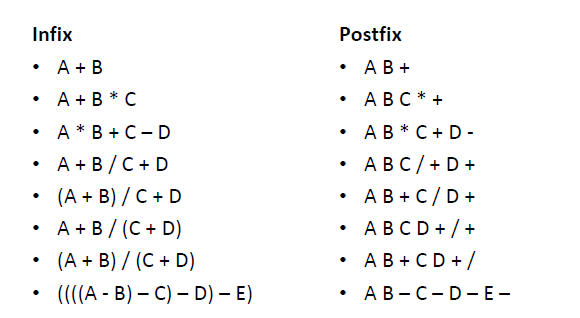 Infix Postfix
• A + B • A B +
• A + B * C • A B C * +
• A * B + C – D • A B * C + D -
• A + B / C + D • A B C / + D +
• (A + B) / C + D • A B + C / D +
• A + B / (C + D) • A B C D + / +
• (A + B) / (C + D) • A B + C D + /
• ((((A - B) – C) – D) – E) • A B – C – D – E –